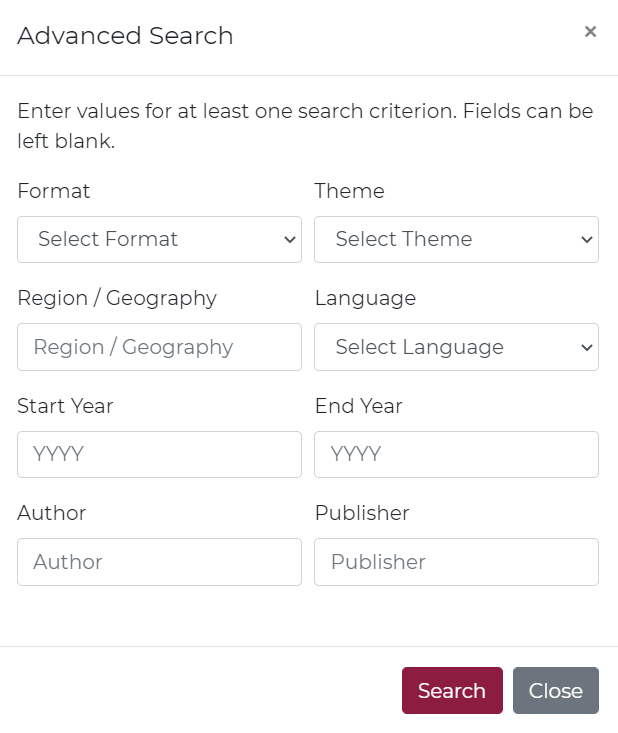 Advanced Search
×
Enter values for at least one search criterion. Fields can be
left blank.
Format
Theme
Select Format
Select Theme
Region / Geography
Language
Region / Geography
Select Language
Start Year
End Year
YYYY
YYYY
Author
Publisher
Author
Publisher
Search
Close